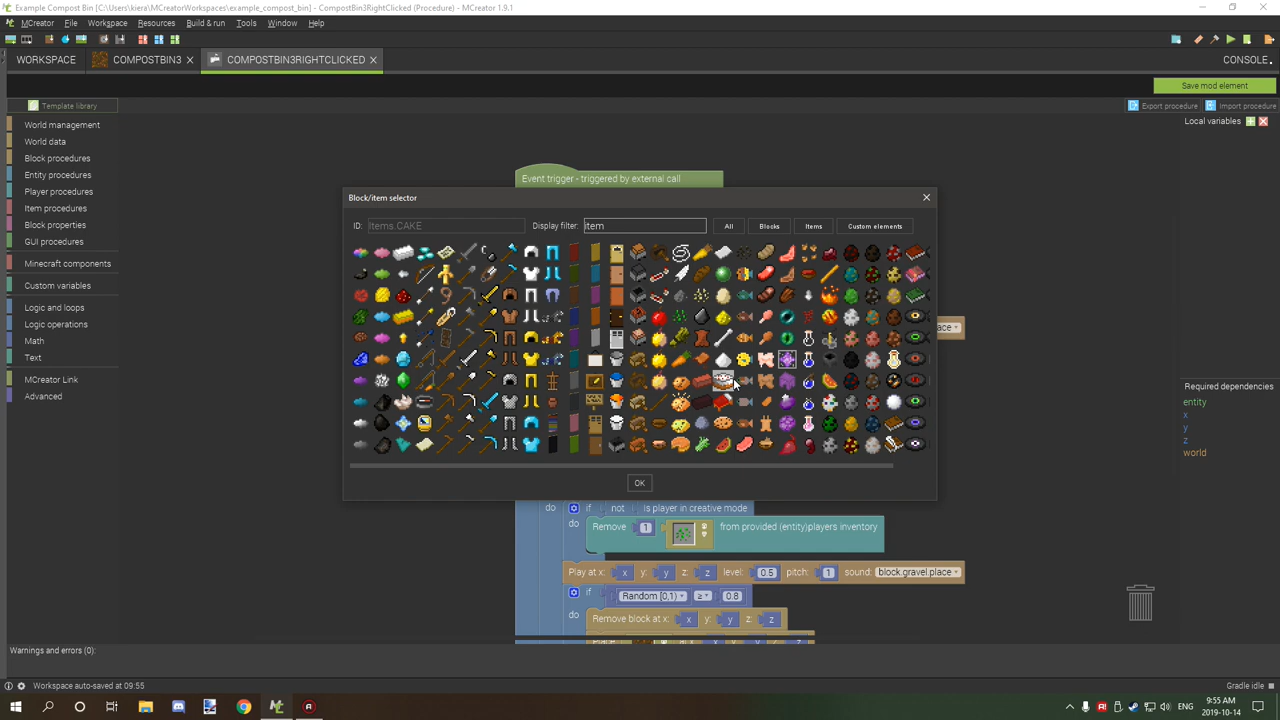 Example Compost Bin [C:\Users\kiera\MCreatorWorkspaces\example_compost_bin] - CompostBin3RightClicked (Procedure) - MCreator 1.9.1
MCreator File Workspace Resources Build & run Tools Window Help
WORKSPACE COMPOSTBIN3 COMPOSTBIN3RIGHTCLICKED CONSOLE
Save mod element
Template library Export procedure Import procedure
World management
World data
Block procedures
Entity procedures
Player procedures
Item procedures
Block properties
GUI procedures
Minecraft components
Custom variables
Logic and loops
Logic operations
Math
Text
MCreator Link
Advanced
Local variables
Event trigger - triggered by external call
Block/item selector
ID: Items.CAKE Display filter: item All Blocks Items Custom elements
OK
Required dependencies
entity
x
y
z
world
do if not Is player in creative mode
do Remove 1 from provided (entity)players inventory
Play at x: x y: y z: z level: 0.5 pitch: 1 sound: block.gravel.place
if Random [0,1) ≥ 0.8
do Remove block at x: x y: y z: z
Warnings and errors (0):
Workspace auto-saved at 09:55 Gradle idle
ENG 9:55 AM
2019-10-14